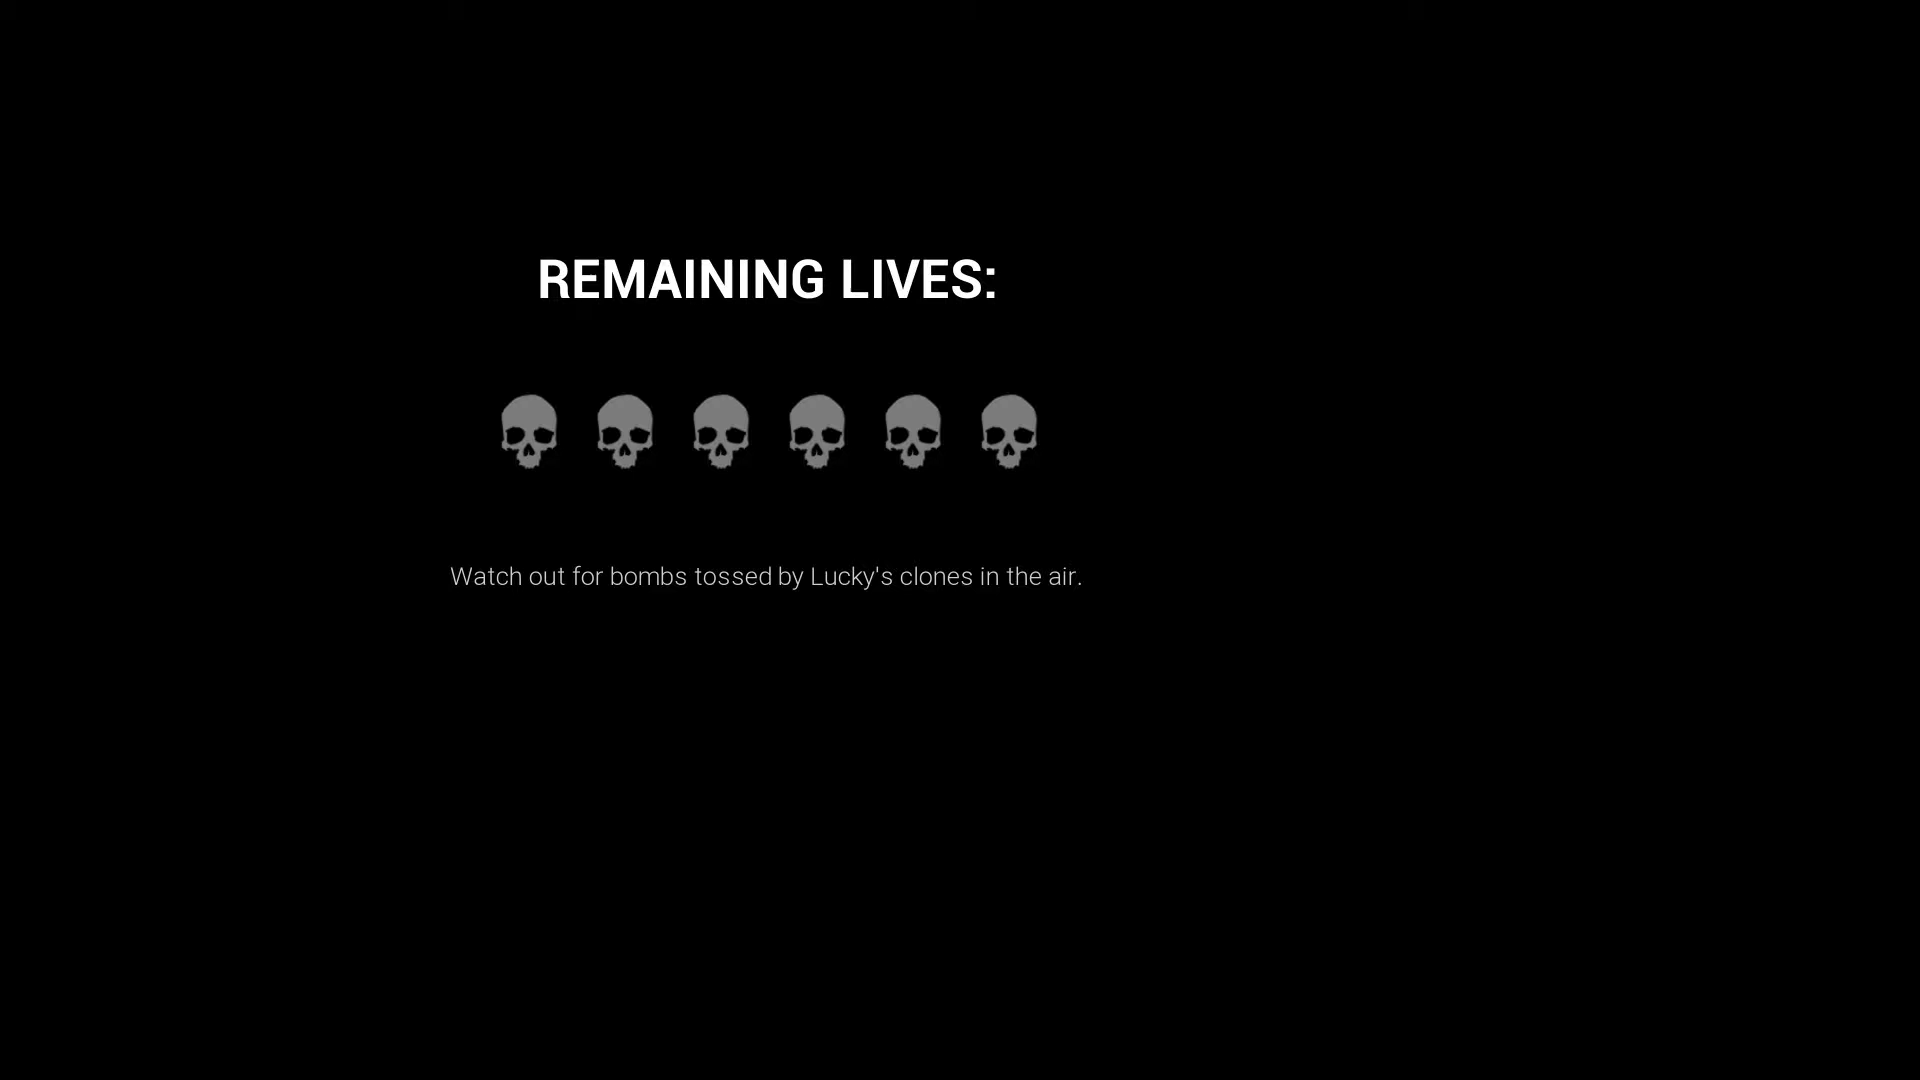 REMAINING LIVES:
Watch out for bombs tossed by Lucky's clones in the air.